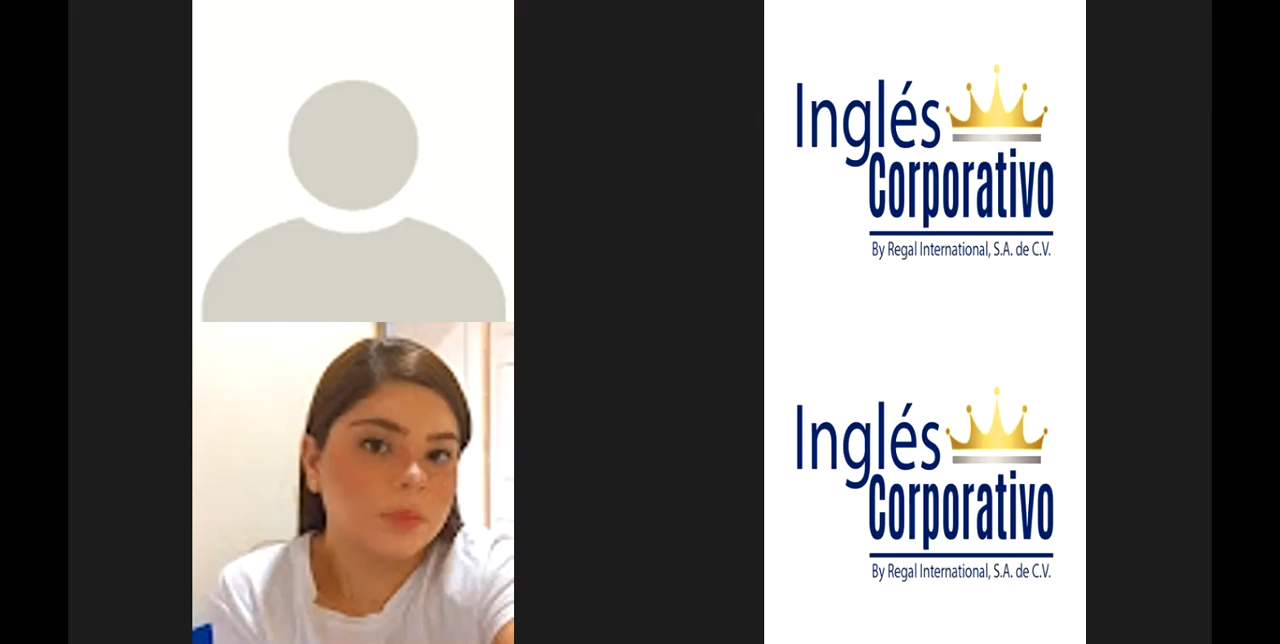 Inglés
Corporativo
By Regal International, S.A. de C.V.
Inglés
Corporativo
By Regal International, S.A. de C.V.